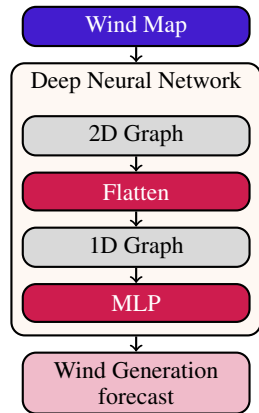 Wind Map
Deep Neural Network
2D Graph
Flatten
1D Graph
MLP
Wind Generation
forecast